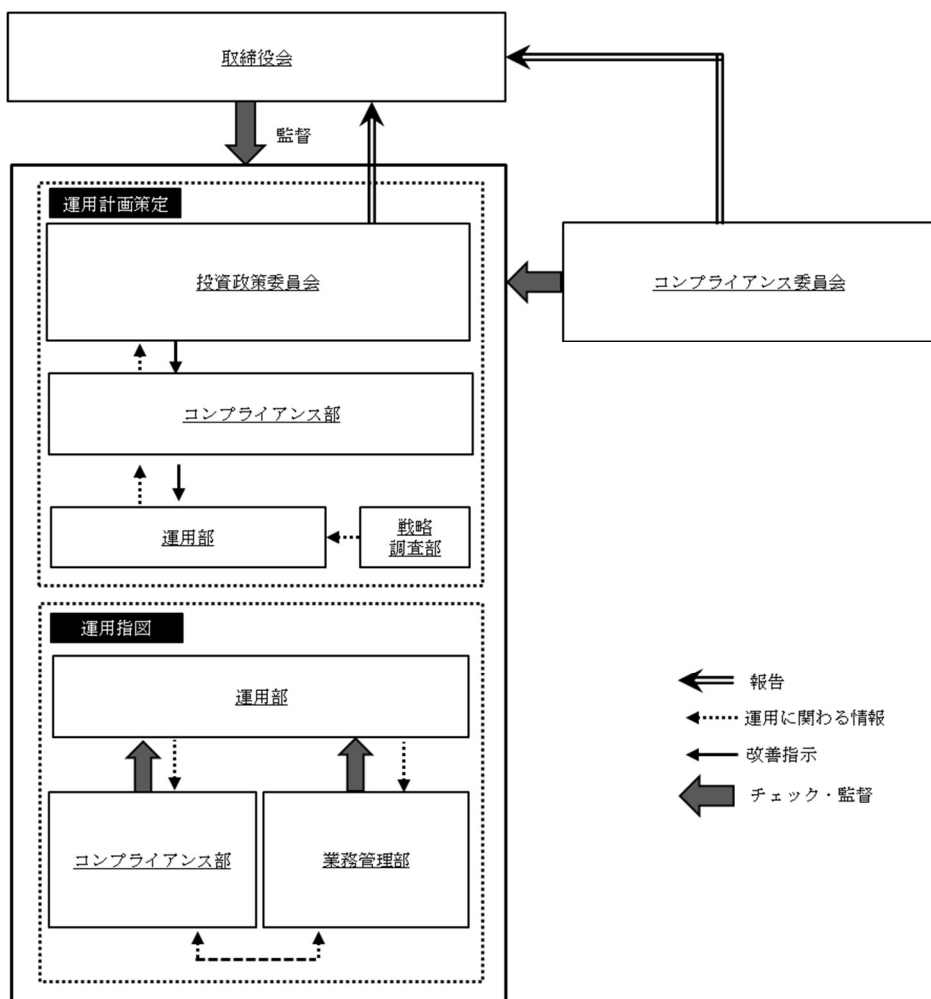 取締役会
監督
運用計画策定
投資政策委員会
コンプライアンス委員会
コンプライアンス部
運用部
戦略
調査部
運用指図
運用部
コンプライアンス部
業務管理部
報告
運用に関わる情報
改善指示
チェック・監督